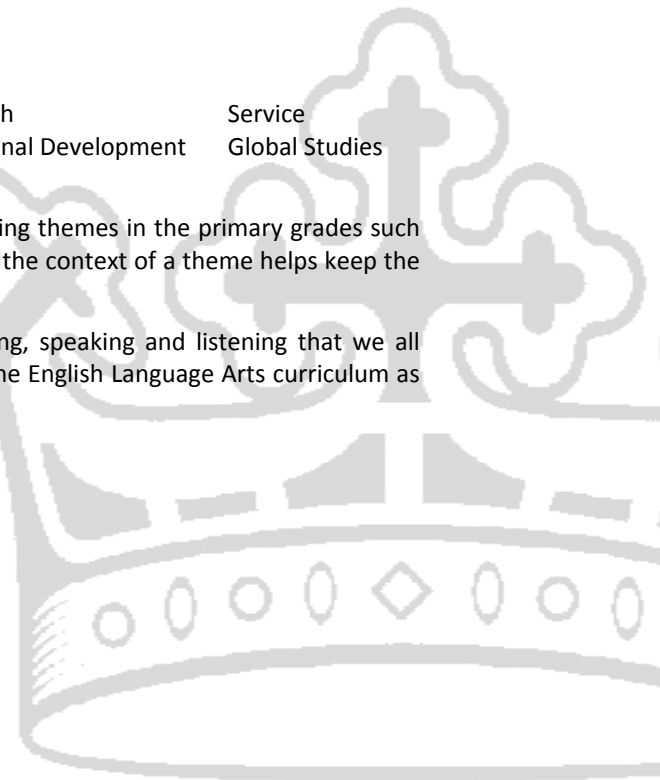 h Service
nal Development Global Studies
ing themes in the primary grades such
the context of a theme helps keep the
ng, speaking and listening that we all
he English Language Arts curriculum as